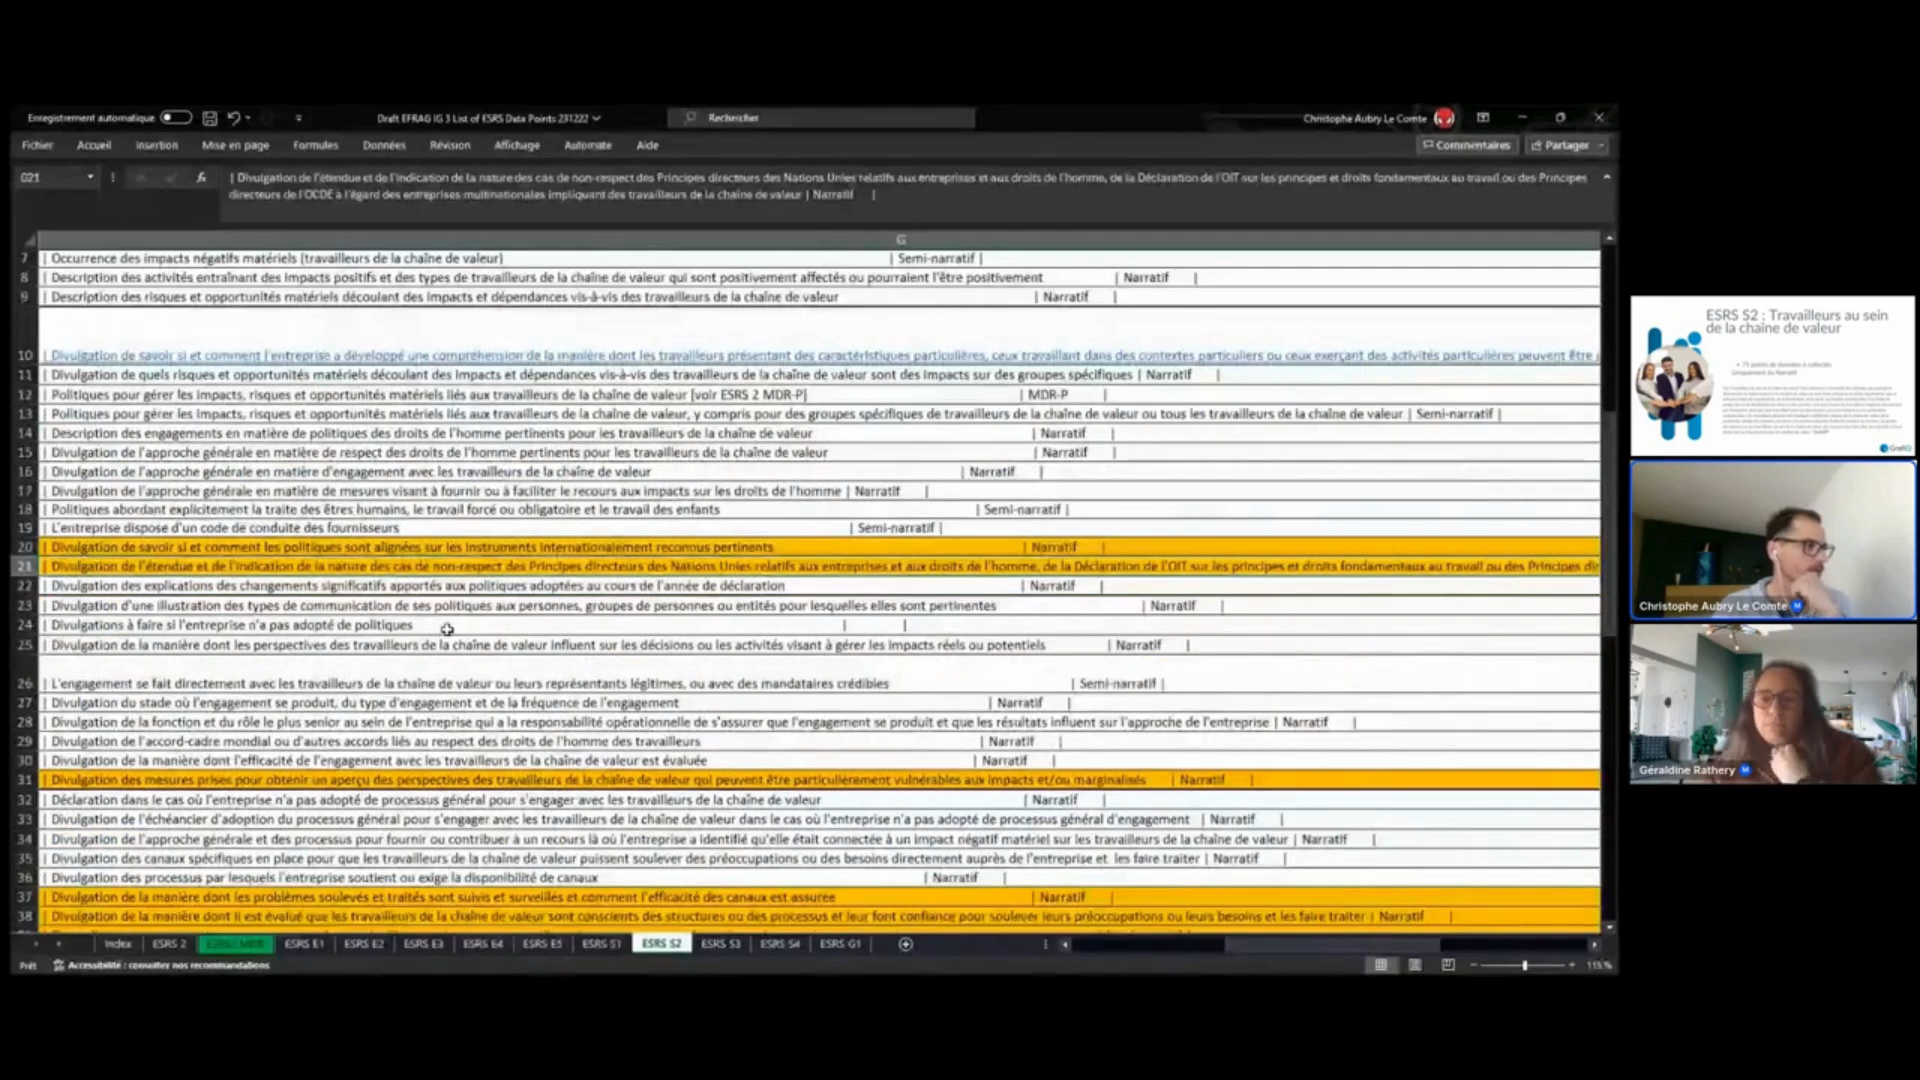 Enregistrement automatique
Draft EFRAG IG 3 List of ESRS Data Points 231222
Rechercher
Christophe Aubry Le Comte
Fichier Accueil Insertion Mise en page Formules Données Révision Affichage Automate Aide
Commentaires Partager
G21
fx
| Divulgation de l'étendue et de l'indication de la nature des cas de non-respect des Principes directeurs des Nations Unies relatifs aux entreprises et aux droits de l'homme, de la Déclaration de l'OIT sur les principes et droits fondamentaux au travail ou des Principes
directeurs de l'OCDE à l'égard des entreprises multinationales impliquant des travailleurs de la chaîne de valeur | Narratif |
G
7 | Occurrence des impacts négatifs matériels [travailleurs de la chaîne de valeur] | Semi-narratif |
8 | Description des activités entraînant des impacts positifs et des types de travailleurs de la chaîne de valeur qui sont positivement affectés ou pourraient l'être positivement | Narratif |
9 | Description des risques et opportunités matériels découlant des impacts et dépendances vis-à-vis des travailleurs de la chaîne de valeur | Narratif |
10 | Divulgation de savoir si et comment l'entreprise a développé une compréhension de la manière dont les travailleurs présentant des caractéristiques particulières, ceux travaillant dans des contextes particuliers ou ceux exerçant des activités particulières peuvent être
11 | Divulgation de quels risques et opportunités matériels découlant des impacts et dépendances vis-à-vis des travailleurs de la chaîne de valeur sont des impacts sur des groupes spécifiques | Narratif |
12 | Politiques pour gérer les impacts, risques et opportunités matériels liés aux travailleurs de la chaîne de valeur [voir ESRS 2 MDR-P] | MDR-P |
13 | Politiques pour gérer les impacts, risques et opportunités matériels liés aux travailleurs de la chaîne de valeur, y compris pour des groupes spécifiques de travailleurs de la chaîne de valeur ou tous les travailleurs de la chaîne de valeur | Semi-narratif |
14 | Description des engagements en matière de politiques des droits de l'homme pertinents pour les travailleurs de la chaîne de valeur | Narratif |
15 | Divulgation de l'approche générale en matière de respect des droits de l'homme pertinents pour les travailleurs de la chaîne de valeur | Narratif |
16 | Divulgation de l'approche générale en matière d'engagement avec les travailleurs de la chaîne de valeur | Narratif |
17 | Divulgation de l'approche générale en matière de mesures visant à fournir ou à faciliter le recours aux impacts sur les droits de l'homme | Narratif |
18 | Politiques abordant explicitement la traite des êtres humains, le travail forcé ou obligatoire et le travail des enfants | Semi-narratif |
19 | L'entreprise dispose d'un code de conduite des fournisseurs | Semi-narratif |
20 | Divulgation de savoir si et comment les politiques sont alignées sur les instruments internationalement reconnus pertinents | Narratif |
21 | Divulgation de l'étendue et de l'indication de la nature des cas de non-respect des Principes directeurs des Nations Unies relatifs aux entreprises et aux droits de l'homme, de la Déclaration de l'OIT sur les principes et droits fondamentaux au travail ou des Principes dir
22 | Divulgation des explications des changements significatifs apportés aux politiques adoptées au cours de l'année de déclaration | Narratif |
23 | Divulgation d'une illustration des types de communication de ses politiques aux personnes, groupes de personnes ou entités pour lesquelles elles sont pertinentes | Narratif |
24 | Divulgations à faire si l'entreprise n'a pas adopté de politiques | |
25 | Divulgation de la manière dont les perspectives des travailleurs de la chaîne de valeur influent sur les décisions ou les activités visant à gérer les impacts réels ou potentiels | Narratif |
26 | L'engagement se fait directement avec les travailleurs de la chaîne de valeur ou leurs représentants légitimes, ou avec des mandataires crédibles | Semi-narratif |
27 | Divulgation du stade où l'engagement se produit, du type d'engagement et de la fréquence de l'engagement | Narratif |
28 | Divulgation de la fonction et du rôle le plus senior au sein de l'entreprise qui a la responsabilité opérationnelle de s'assurer que l'engagement se produit et que les résultats influent sur l'approche de l'entreprise | Narratif |
29 | Divulgation de l'accord-cadre mondial ou d'autres accords liés au respect des droits de l'homme des travailleurs | Narratif |
30 | Divulgation de la manière dont l'efficacité de l'engagement avec les travailleurs de la chaîne de valeur est évaluée | Narratif |
31 | Divulgation des mesures prises pour obtenir un aperçu des perspectives des travailleurs de la chaîne de valeur qui peuvent être particulièrement vulnérables aux impacts et/ou marginalisés | Narratif |
32 | Déclaration dans le cas où l'entreprise n'a pas adopté de processus général pour s'engager avec les travailleurs de la chaîne de valeur | Narratif |
33 | Divulgation de l'échéancier d'adoption du processus général pour s'engager avec les travailleurs de la chaîne de valeur dans le cas où l'entreprise n'a pas adopté de processus général d'engagement | Narratif |
34 | Divulgation de l'approche générale et des processus pour fournir ou contribuer à un recours là où l'entreprise a identifié qu'elle était connectée à un impact négatif matériel sur les travailleurs de la chaîne de valeur | Narratif |
35 | Divulgation des canaux spécifiques en place pour que les travailleurs de la chaîne de valeur puissent soulever des préoccupations ou des besoins directement auprès de l'entreprise et les faire traiter | Narratif |
36 | Divulgation des processus par lesquels l'entreprise soutient ou exige la disponibilité de canaux | Narratif |
37 | Divulgation de la manière dont les problèmes soulevés et traités sont suivis et surveillés et comment l'efficacité des canaux est assurée | Narratif |
38 | Divulgation de la manière dont il est évalué que les travailleurs de la chaîne de valeur sont conscients des structures ou des processus et leur font confiance pour soulever leurs préoccupations ou leurs besoins et les faire traiter | Narratif |
Index ESRS 2 ESRS 2 MDR ESRS E1 ESRS E2 ESRS E3 ESRS E4 ESRS E5 ESRS S1 ESRS S2 ESRS S3 ESRS S4 ESRS G1
Prêt Accessibilité : consultez nos recommandations
115 %
ESRS S2 : Travailleurs au sein
de la chaîne de valeur
• 75 points de données à collecter
Uniquement du Narratif
Christophe Aubry Le Comte
Géraldine Rathery